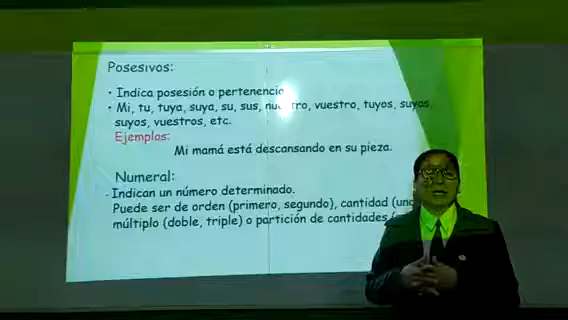 Posesivos:
• Indica posesión o pertenencia
• Mi, tu, tuya, suya, su, sus, nuestro, vuestro, tuyos, suyas,
suyos, vuestros, etc.
Ejemplos:
Mi mamá está descansando en su pieza.
Numeral:
- Indican un número determinado.
Puede ser de orden (primero, segundo), cantidad
múltiplo (doble, triple) o partición de cantidades